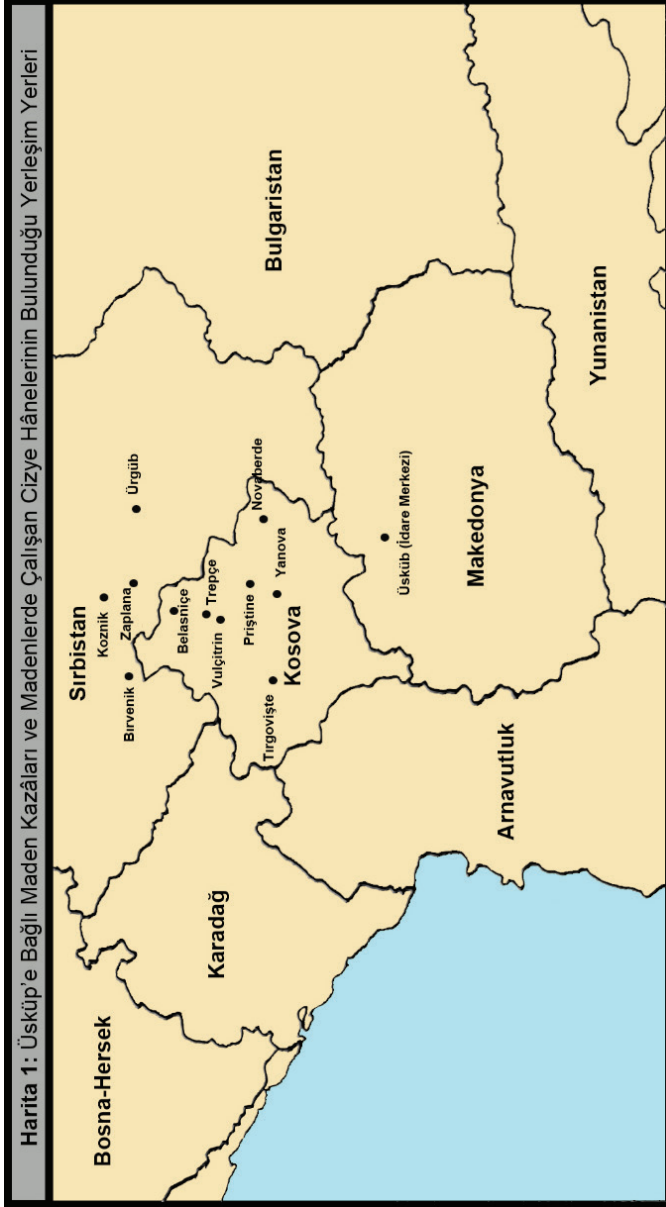 Harita 1: Üsküp'e Bağlı Maden Kazâları ve Madenlerde Çalışan Cizye Hânelerinin Bulunduğu Yerleşim Yerleri
Bosna-Hersek
Sırbistan
Koznik
Bırvenik
Zaplana
Ürgüb
Belasniçe
Trepçe
Vulçitrin
Priştine
Novaberde
Yanova
Tırgovişte
Kosova
Karadağ
Bulgaristan
Üsküb (İdare Merkezi)
Makedonya
Arnavutluk
Yunanistan